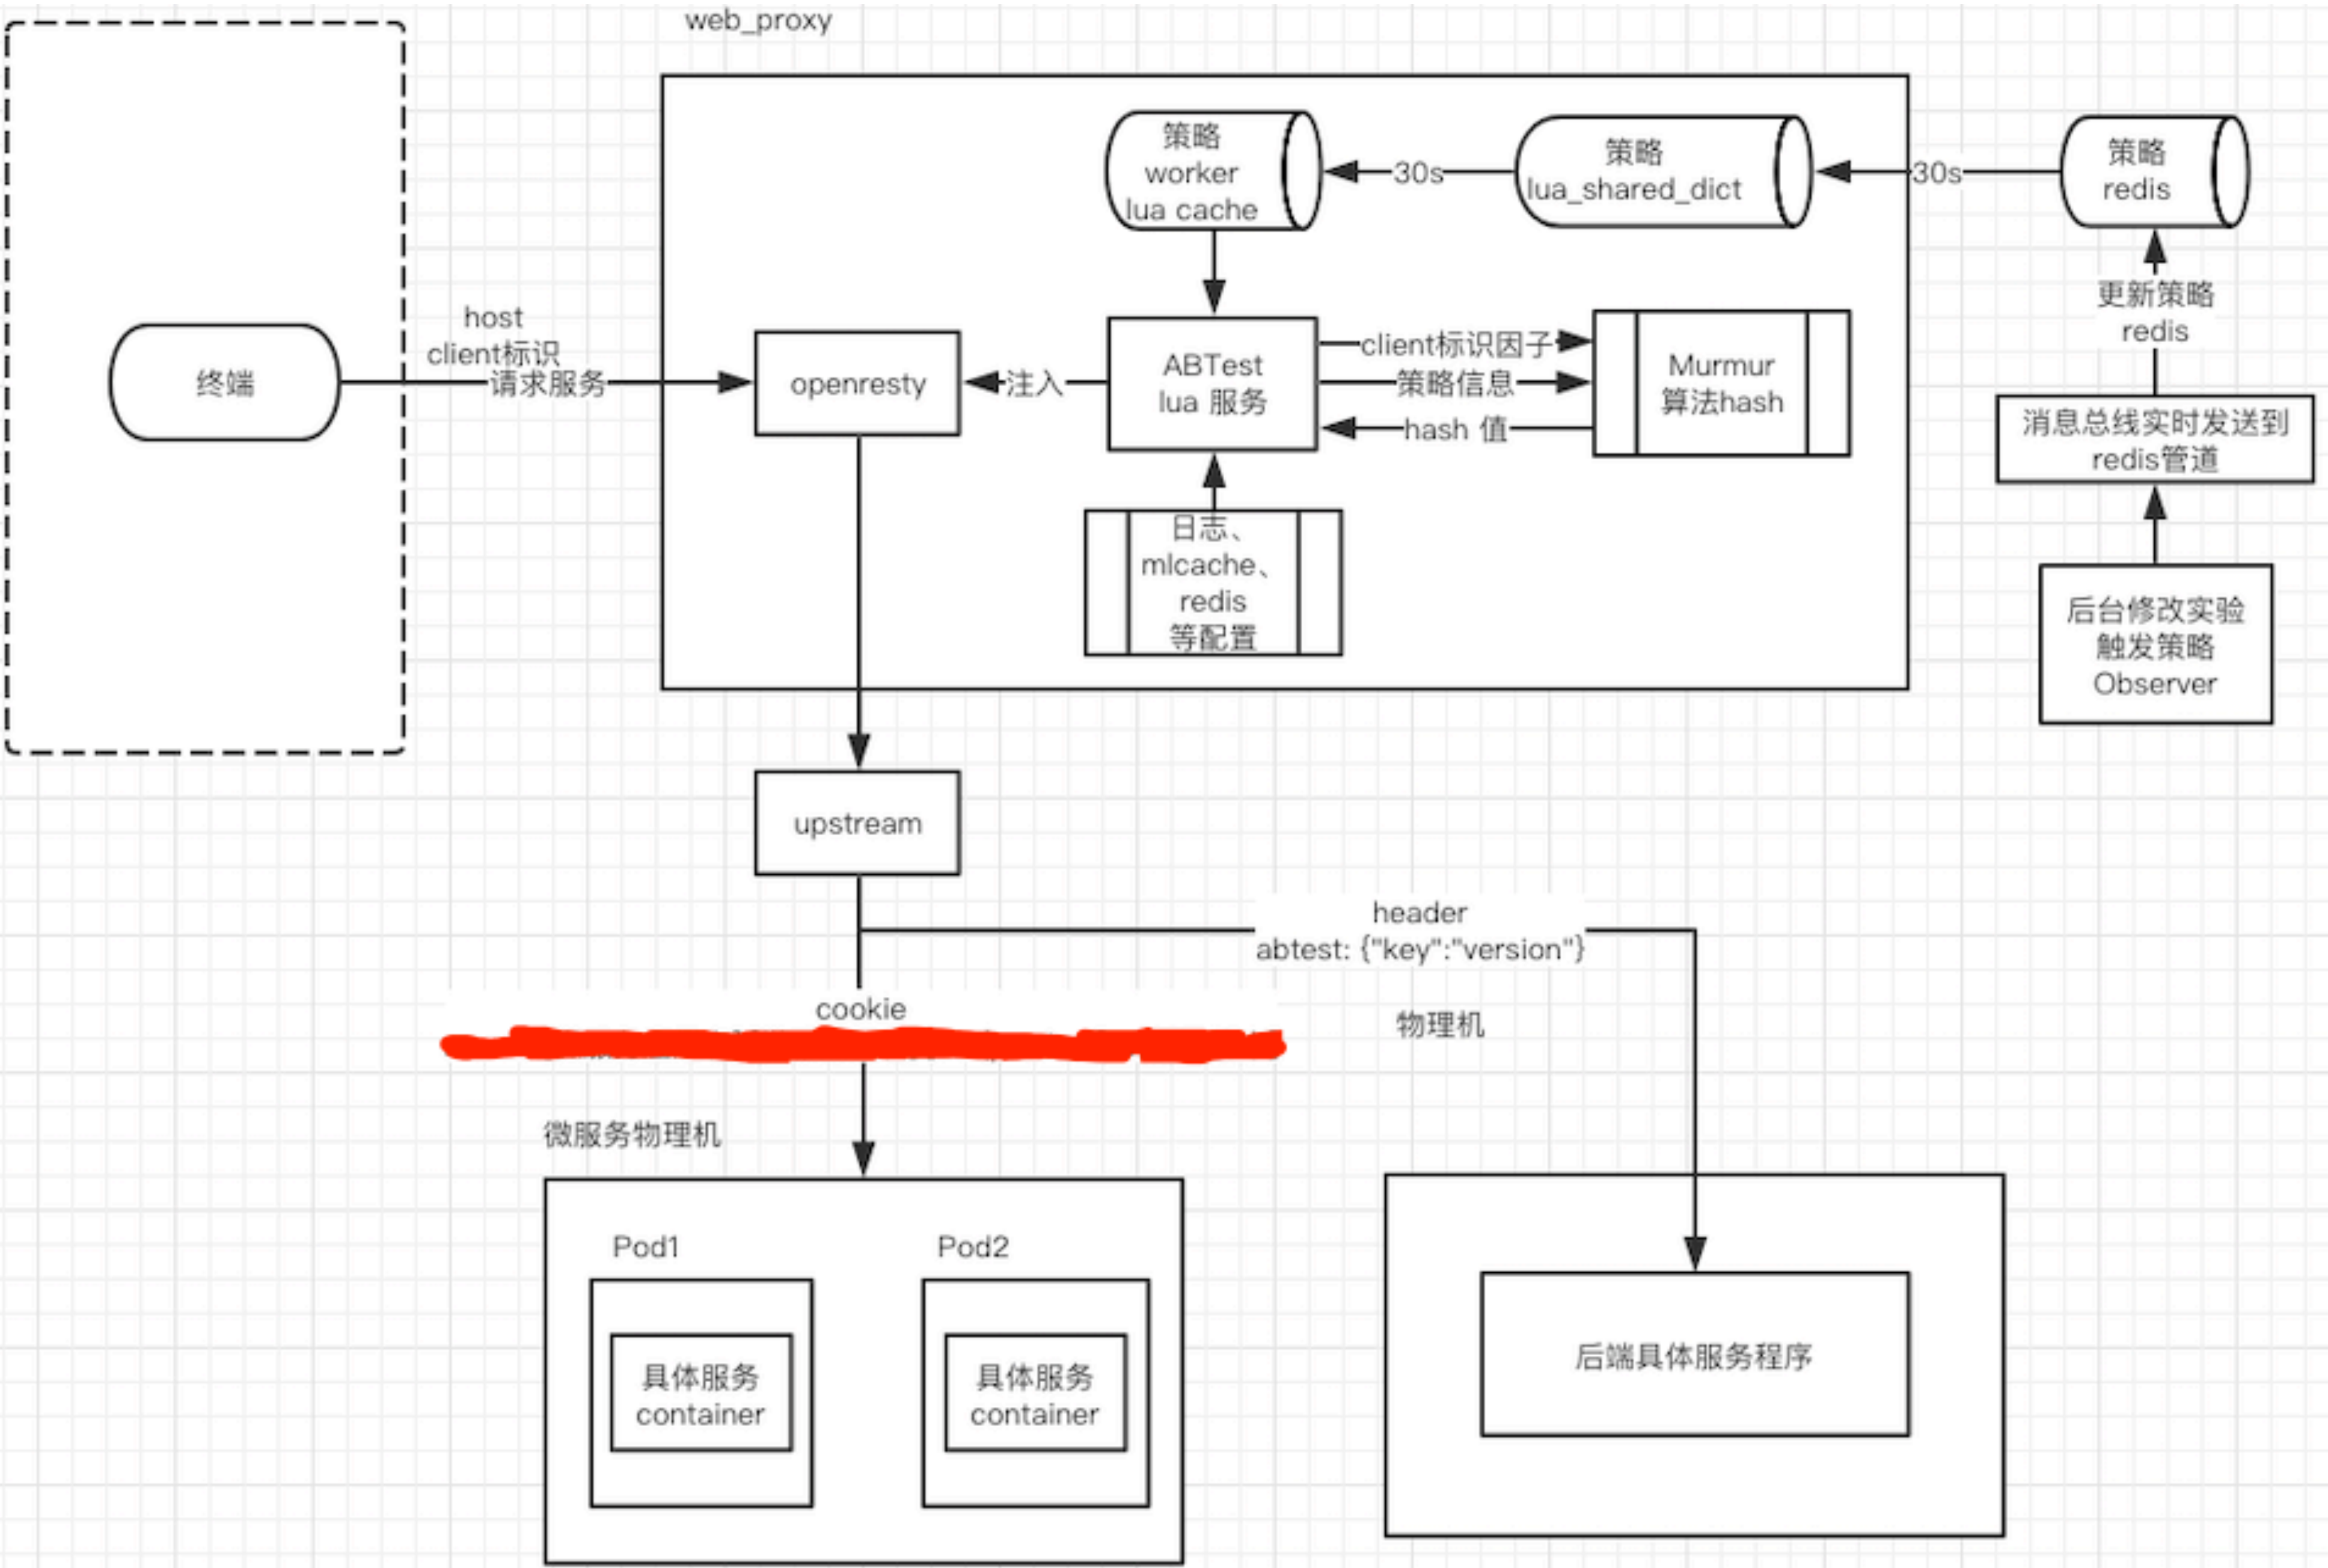 web_proxy
策略
worker
lua cache
30s
策略
lua_shared_dict
30s
策略
redis
更新策略
redis
host
client标识
请求服务
终端
openresty
注入
ABTest
lua 服务
client标识因子
策略信息
hash 值
Murmur
算法hash
消息总线实时发送到
redis管道
日志、
mlcache、
redis
等配置
后台修改实验
触发策略
Observer
upstream
header
abtest: {"key":"version"}
cookie
物理机
微服务物理机
Pod1
Pod2
具体服务
container
具体服务
container
后端具体服务程序